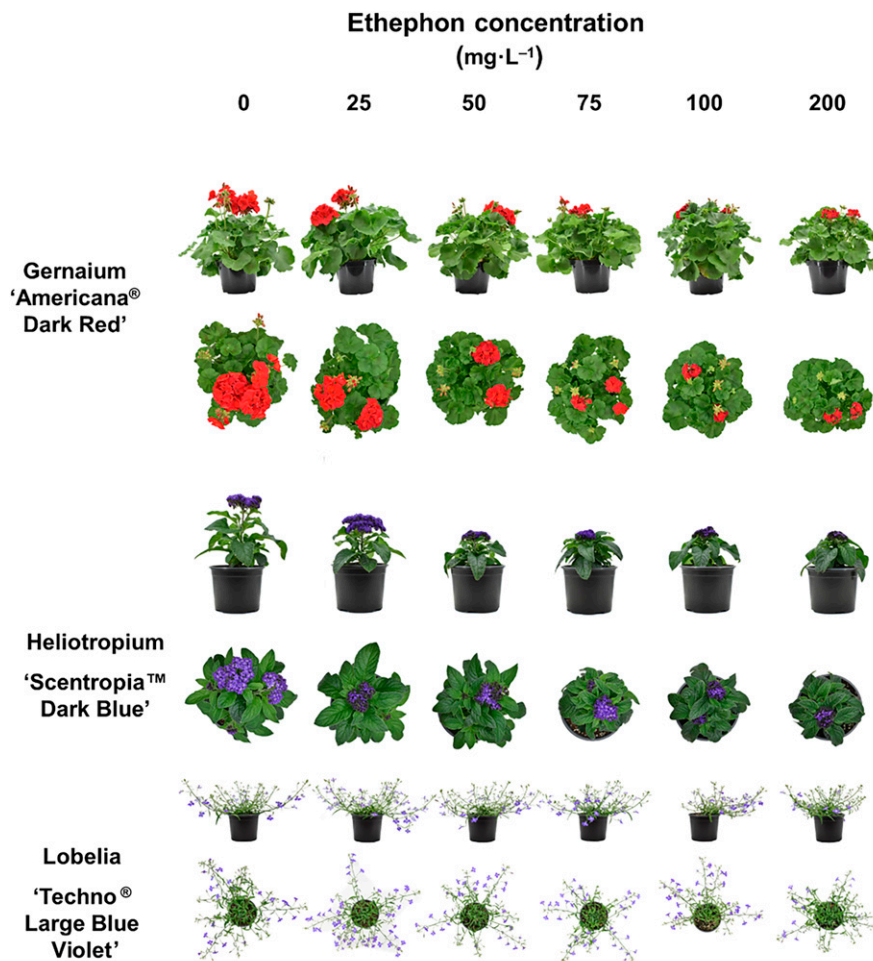 Ethephon concentration
(mg·L⁻¹)
0 25 50 75 100 200
Gernaium
‘Americana®
Dark Red’
Heliotropium
‘Scentropia™
Dark Blue’
Lobelia
‘Techno®
Large Blue
Violet’